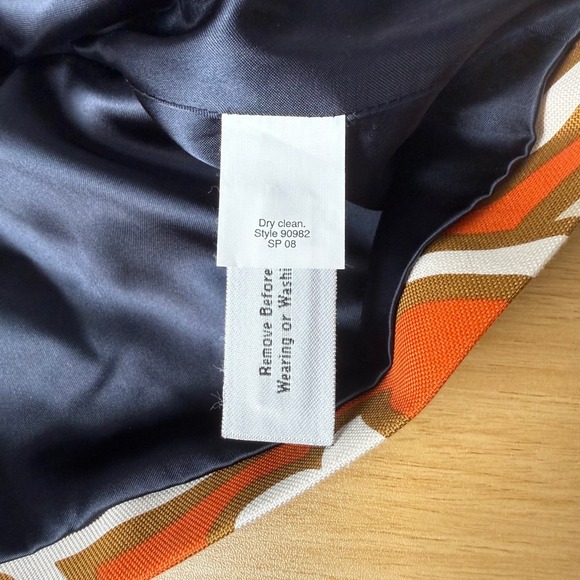 Dry clean.
Style 90982
SP 08
Remove Before
Wearing or Washi